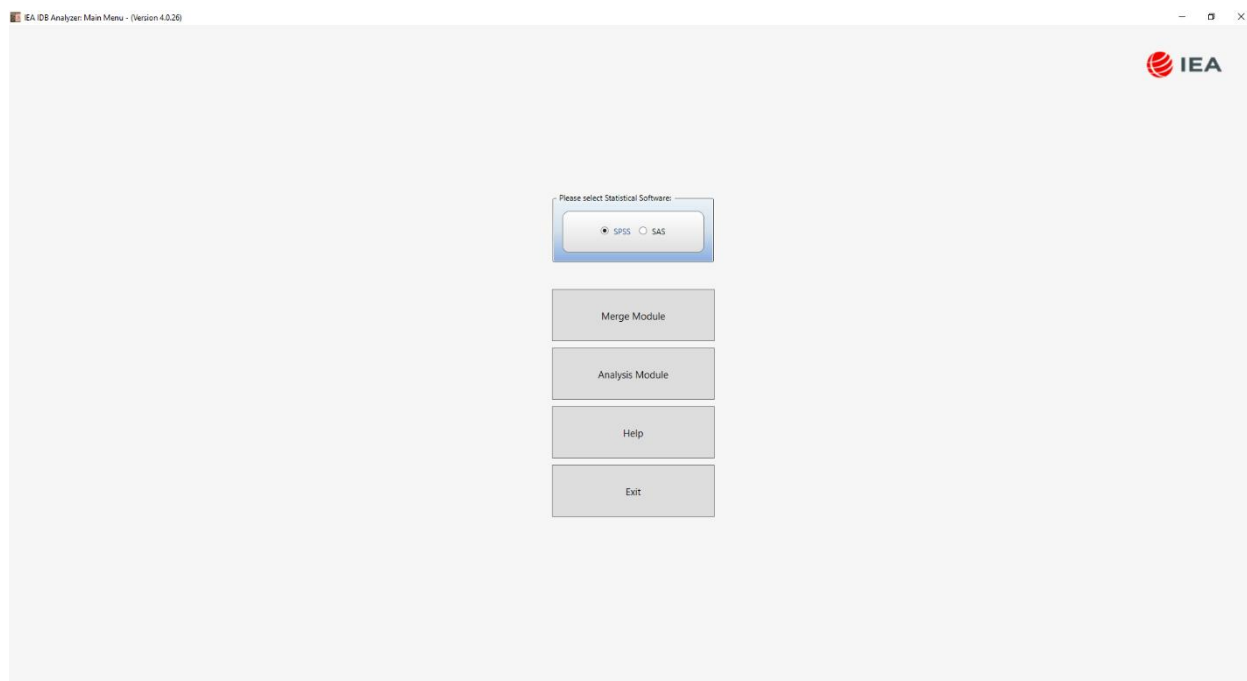 IEA IDB Analyzer: Main Menu - (Version 4.0.26)
IEA
Please select Statistical Software:
SPSS SAS
Merge Module
Analysis Module
Help
Exit